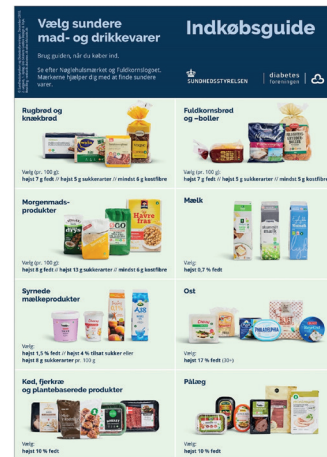 Vælg sundere
mad- og drikkevarer
Brug guiden, når du køber ind.
Se efter Nøglehulsmærket og Fuldkornslogoet.
Mærkerne hjælper dig med at finde sundere
varer.
Indkøbsguide
SUNDHEDSSTYRELSEN
diabetes
foreningen
Rugbrød og
knækbrød
Vælg (pr. 100 g):
højst 7 g fedt // højst 5 g sukkerarter // mindst 6 g kostfibre
Fuldkornsbrød
og -boller
Vælg (pr. 100 g):
højst 7 g fedt // højst 5 g sukkerarter // mindst 5 g kostfibre
Morgenmads-
produkter
Havre
fras
Vælg (pr. 100 g):
højst 8 g fedt // højst 13 g sukkerarter // mindst 6 g kostfibre
Mælk
Vælg:
højst 0,7 % fedt
Syrnede
mælkeprodukter
A38
Vælg:
højst 1,5 % fedt // højst 4 % tilsat sukker eller
højst 8 g sukkerarter pr. 100 g
Ost
PHILADELPHIA
Vælg:
højst 17 % fedt (30+)
Kød, fjerkræ
og plantebaserede produkter
Vælg:
højst 10 % fedt
Pålæg
Vælg:
højst 10 % fedt